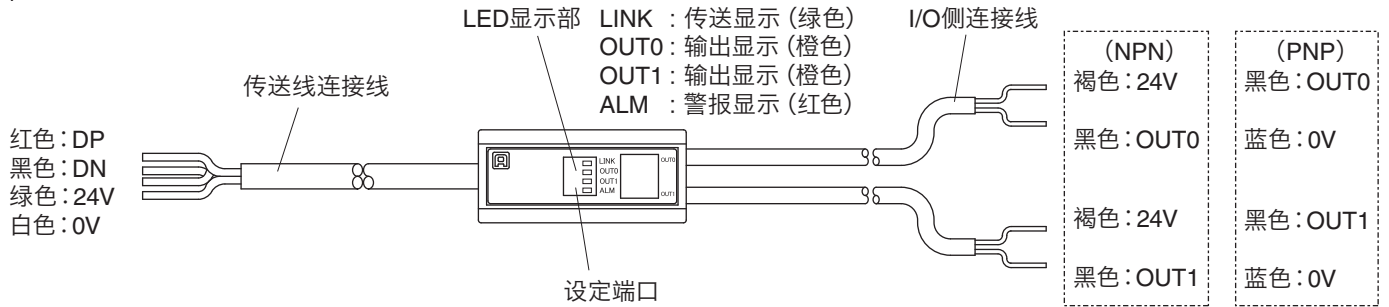 LED显示部 LINK : 传送显示 (绿色)
OUT0 : 输出显示 (橙色)
OUT1 : 输出显示 (橙色)
ALM : 警报显示 (红色)
I/O侧连接线
传送线连接线
红色:DP
黑色:DN
绿色:24V
白色:0V
LINK
OUT0
OUT1
ALM
OUT0
OUT1
设定端口
(NPN)
褐色:24V
黑色:OUT0
褐色:24V
黑色:OUT1
(PNP)
黑色:OUT0
蓝色:0V
黑色:OUT1
蓝色:0V